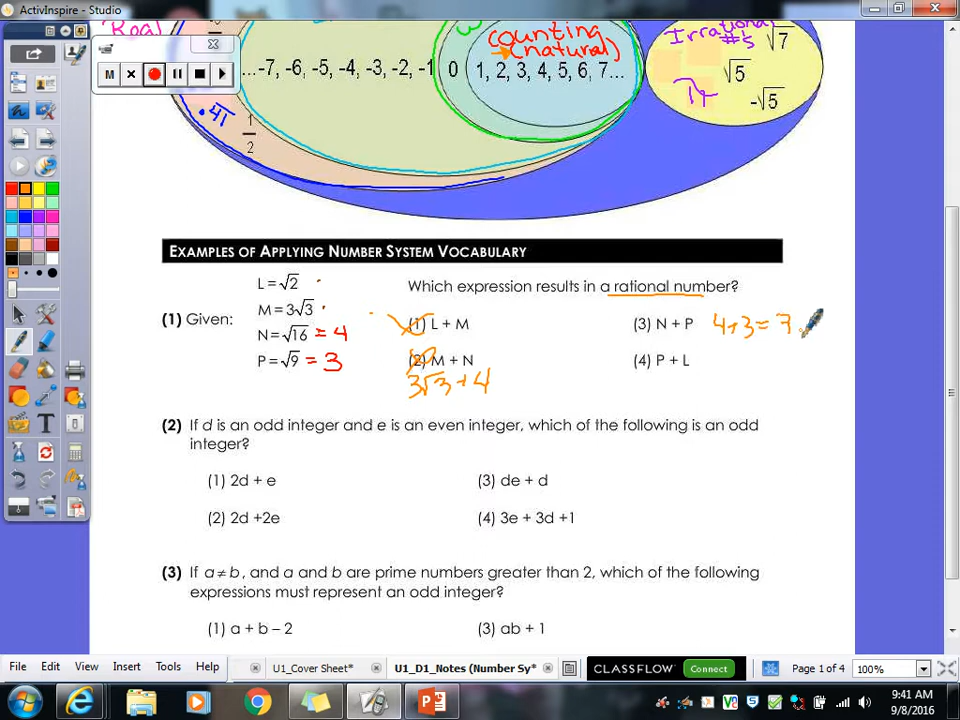 ActivInspire - Studio
Real
counting
(natural)
Irrational
#'s
√7
...-7, -6, -5, -4, -3, -2, -1
0
1, 2, 3, 4, 5, 6, 7...
√5
π
-√5
1
2
EXAMPLES OF APPLYING NUMBER SYSTEM VOCABULARY
L = √2
Which expression results in a rational number?
M = 3√3
(1) Given:
(1) L + M
(3) N + P 4+3=7
N = √16 = 4
P = √9 = 3
(2) M + N
(4) P + L
3√3 + 4
(2) If d is an odd integer and e is an even integer, which of the following is an odd
integer?
(1) 2d + e
(3) de + d
(2) 2d +2e
(4) 3e + 3d +1
(3) If a ≠ b, and a and b are prime numbers greater than 2, which of the following
expressions must represent an odd integer?
(1) a + b – 2
(3) ab + 1
File Edit View Insert Tools Help
U1_Cover Sheet*
U1_D1_Notes (Number Sy*
CLASSFLOW
Connect
Page 1 of 4
100%
9:41 AM
9/8/2016